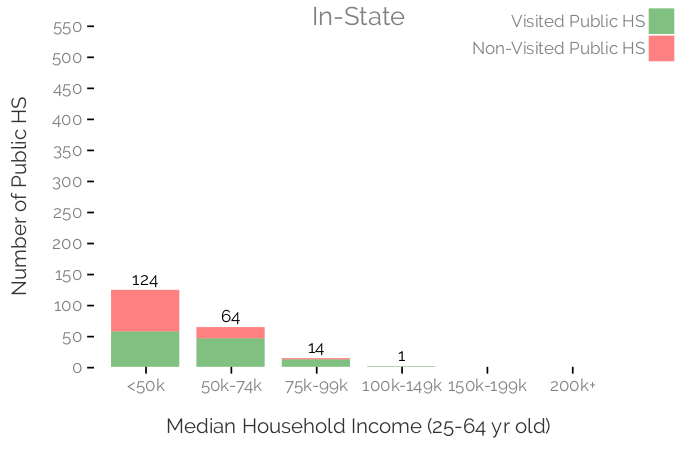 In-State
Visited Public HS
Non-Visited Public HS
Number of Public HS
550
500
450
400
350
300
250
200
150
100
50
0
124
64
14
1
<50k
50k-74k
75k-99k
100k-149k
150k-199k
200k+
Median Household Income (25-64 yr old)